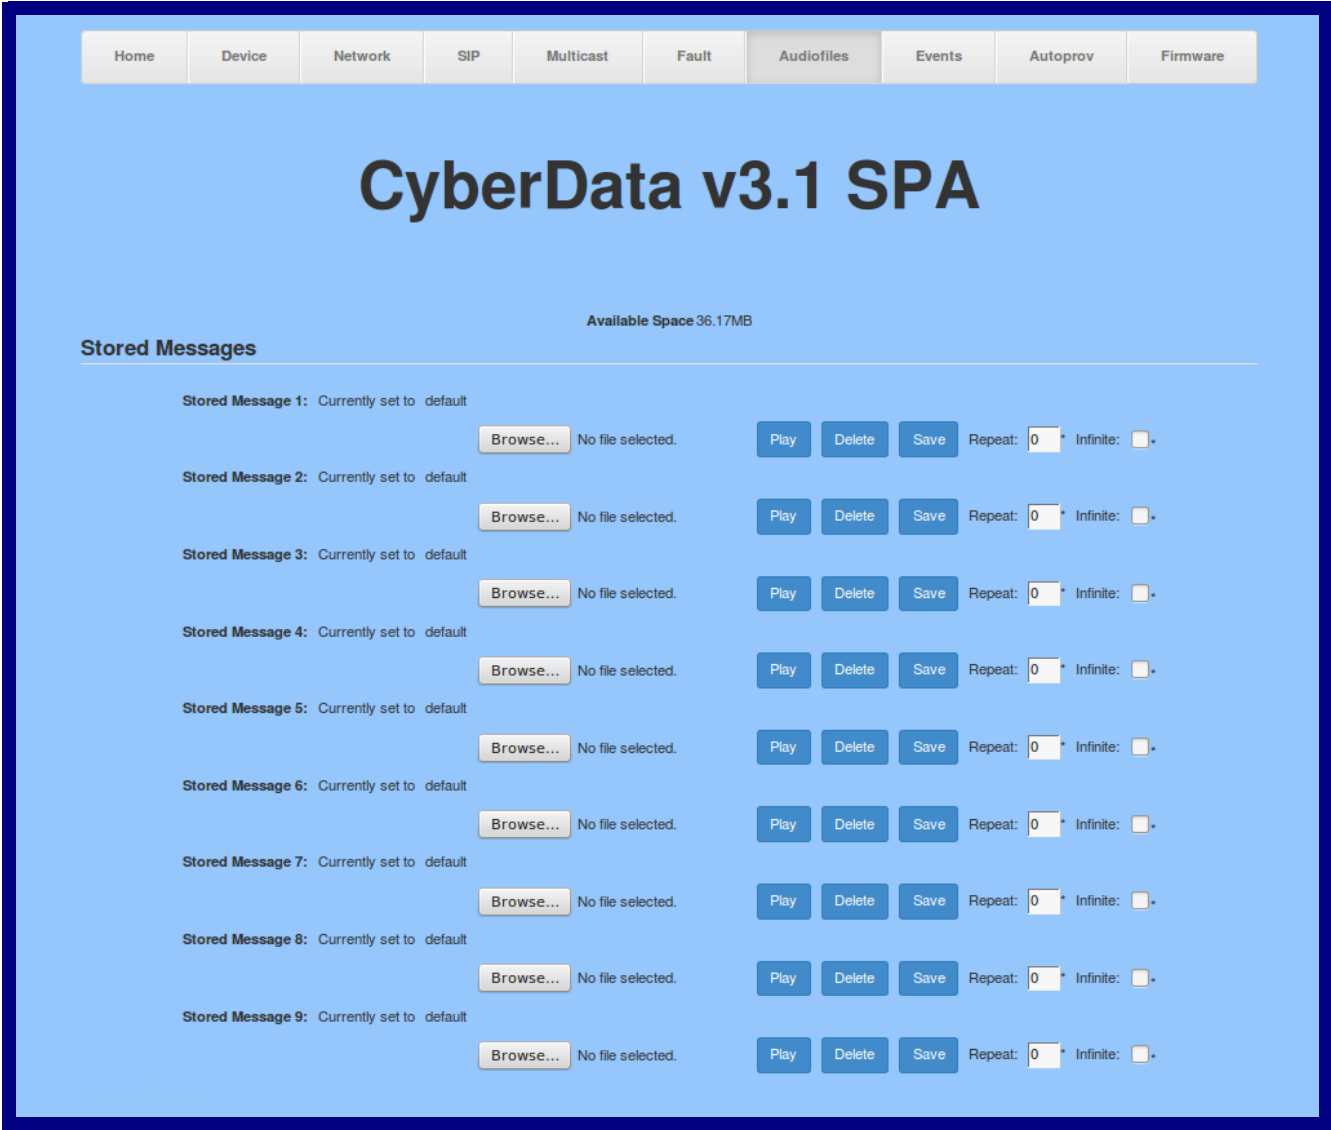 Home Device Network SIP Multicast Fault Audiofiles Events Autoprov Firmware
CyberData v3.1 SPA
Available Space 36.17MB
Stored Messages
Stored Message 1: Currently set to default
Browse... No file selected. Play Delete Save Repeat: 0 * Infinite: *
Stored Message 2: Currently set to default
Browse... No file selected. Play Delete Save Repeat: 0 * Infinite: *
Stored Message 3: Currently set to default
Browse... No file selected. Play Delete Save Repeat: 0 * Infinite: *
Stored Message 4: Currently set to default
Browse... No file selected. Play Delete Save Repeat: 0 * Infinite: *
Stored Message 5: Currently set to default
Browse... No file selected. Play Delete Save Repeat: 0 * Infinite: *
Stored Message 6: Currently set to default
Browse... No file selected. Play Delete Save Repeat: 0 * Infinite: *
Stored Message 7: Currently set to default
Browse... No file selected. Play Delete Save Repeat: 0 * Infinite: *
Stored Message 8: Currently set to default
Browse... No file selected. Play Delete Save Repeat: 0 * Infinite: *
Stored Message 9: Currently set to default
Browse... No file selected. Play Delete Save Repeat: 0 * Infinite: *